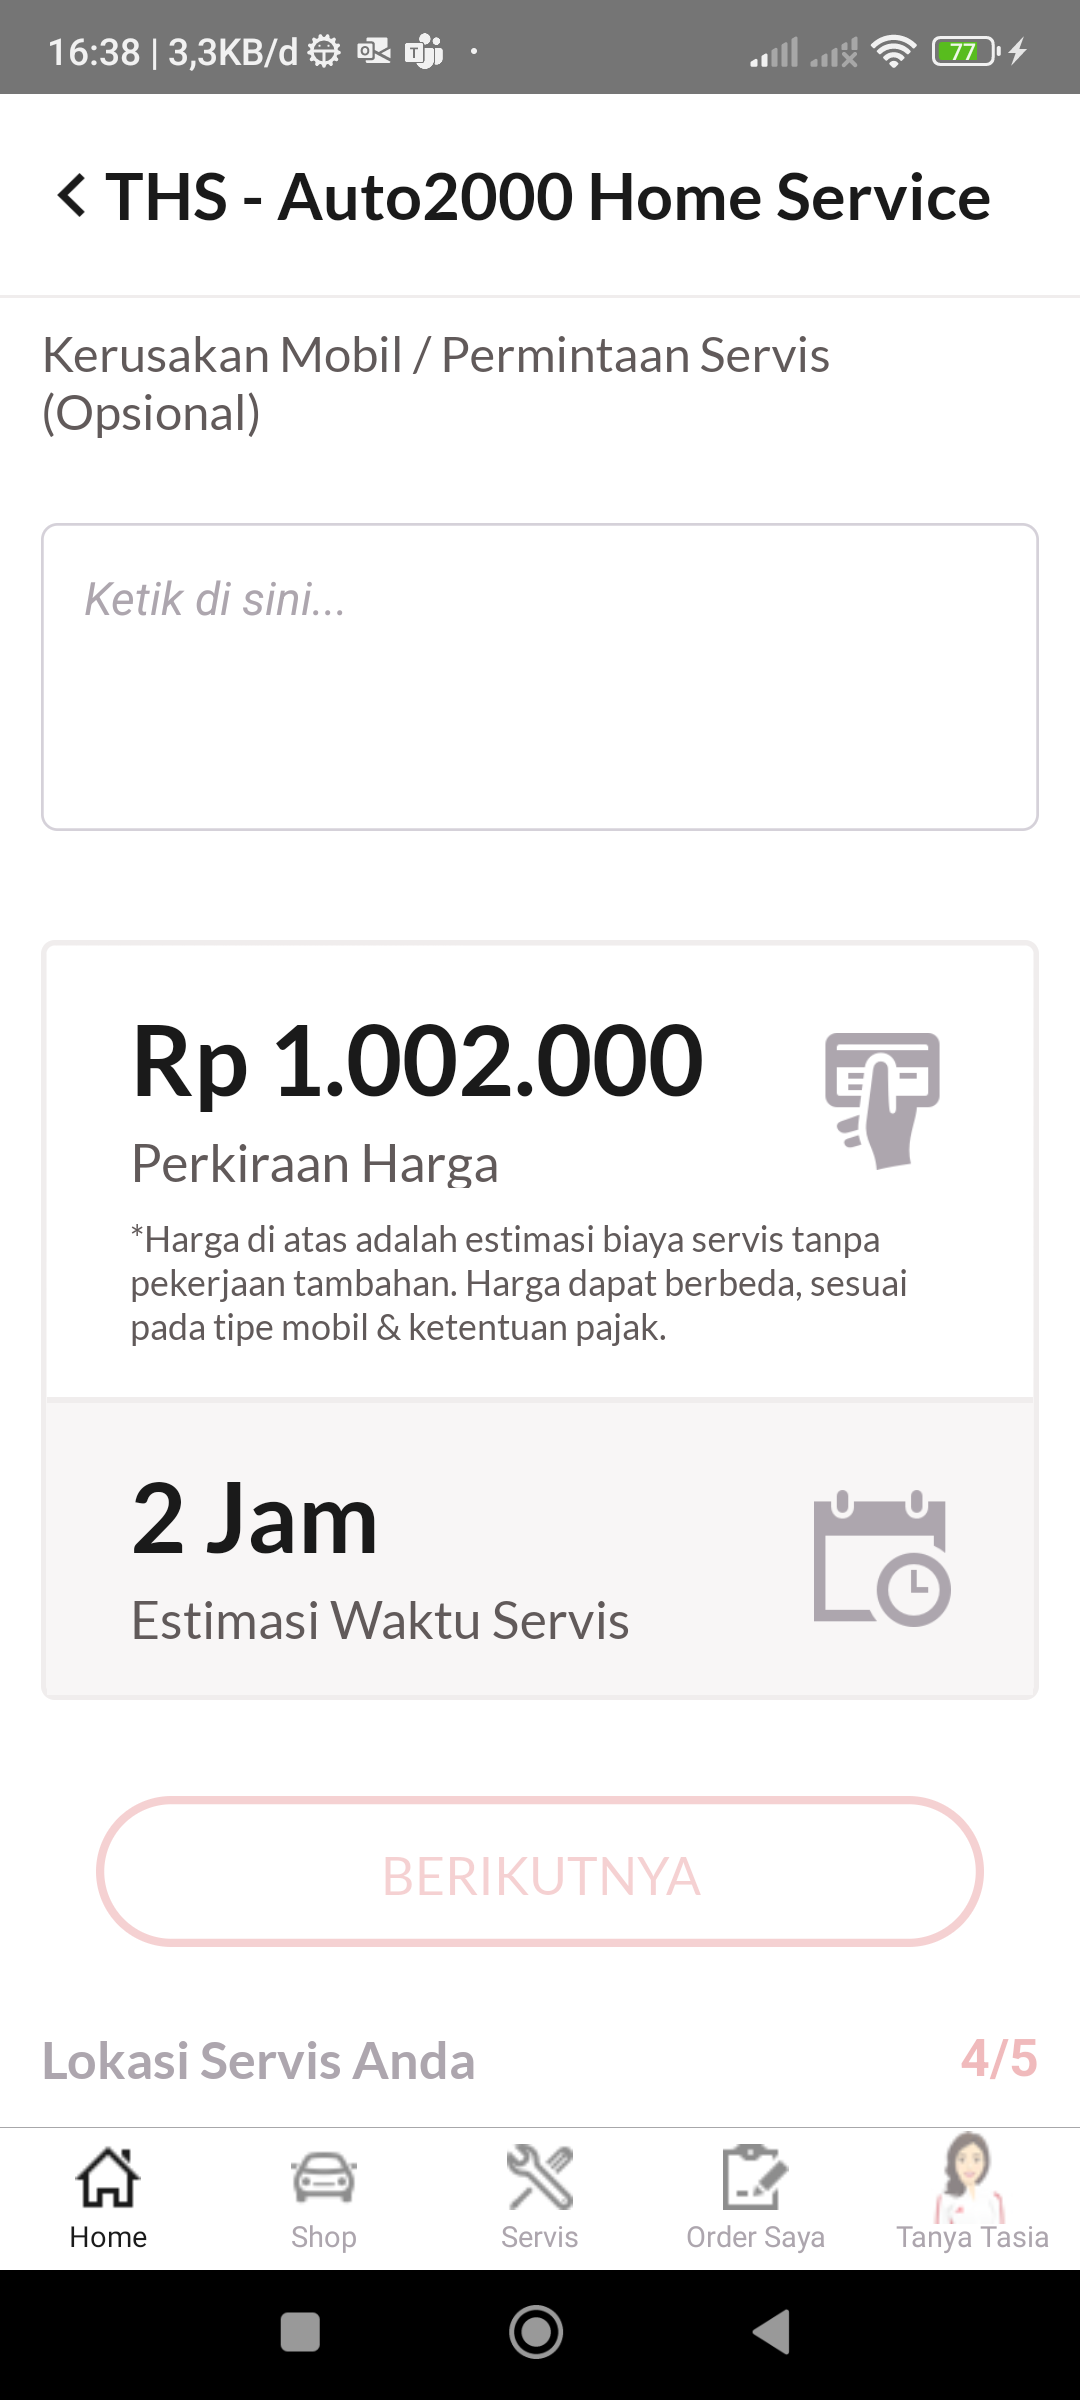 16:38 | 3,3KB/d
77
THS - Auto2000 Home Service
Kerusakan Mobil / Permintaan Servis
(Opsional)
Ketik di sini...
Rp 1.002.000
Perkiraan Harga
*Harga di atas adalah estimasi biaya servis tanpa
pekerjaan tambahan. Harga dapat berbeda, sesuai
pada tipe mobil & ketentuan pajak.
2 Jam
Estimasi Waktu Servis
BERIKUTNYA
Lokasi Servis Anda 4/5
Home Shop Servis Order Saya Tanya Tasia